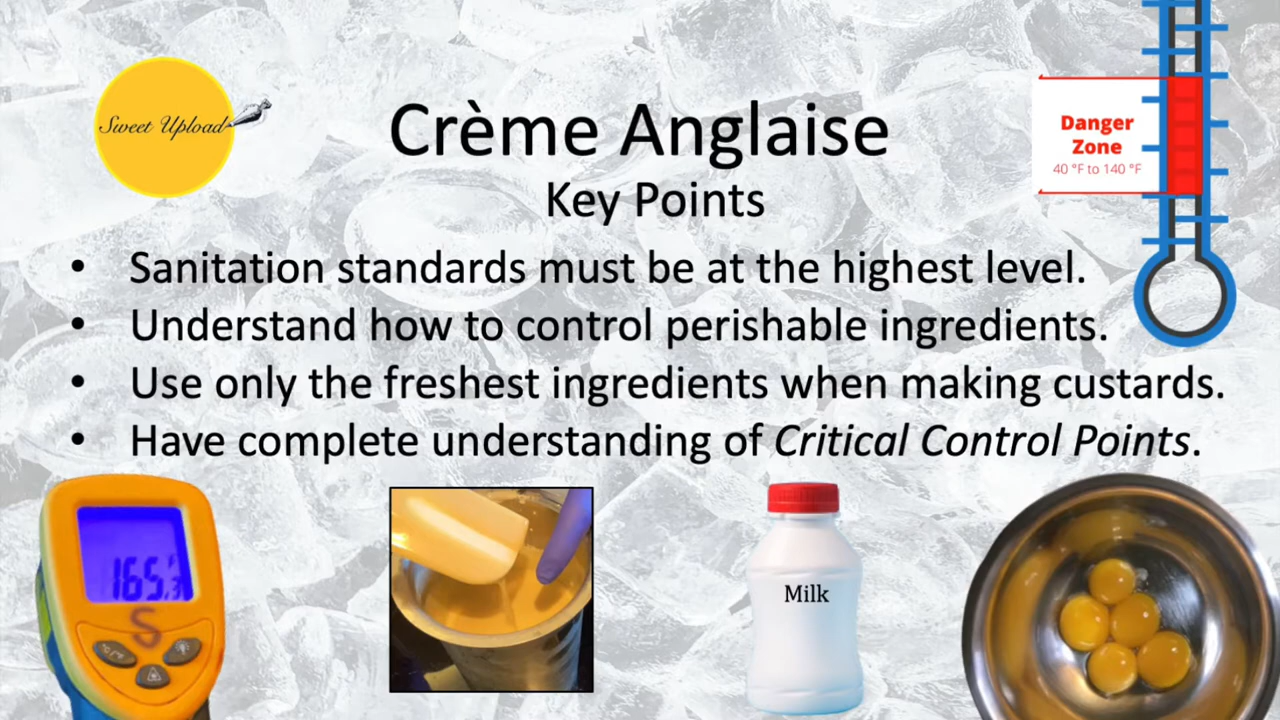 Sweet Upload
Crème Anglaise
Key Points
Danger
Zone
40 °F to 140 °F
• Sanitation standards must be at the highest level.
• Understand how to control perishable ingredients.
• Use only the freshest ingredients when making custards.
• Have complete understanding of Critical Control Points.
165.
S
Milk